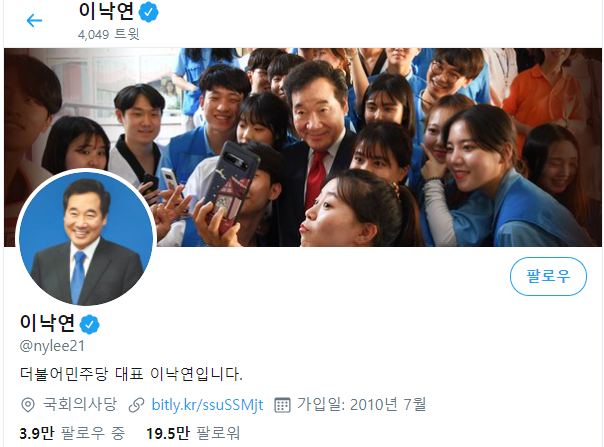 이낙연
4,049 트윗
팔로우
이낙연
@nylee21
더불어민주당 대표 이낙연입니다.
국회의사당 bitly.kr/ssuSSMjt 가입일: 2010년 7월
3.9만 팔로우 중 19.5만 팔로워